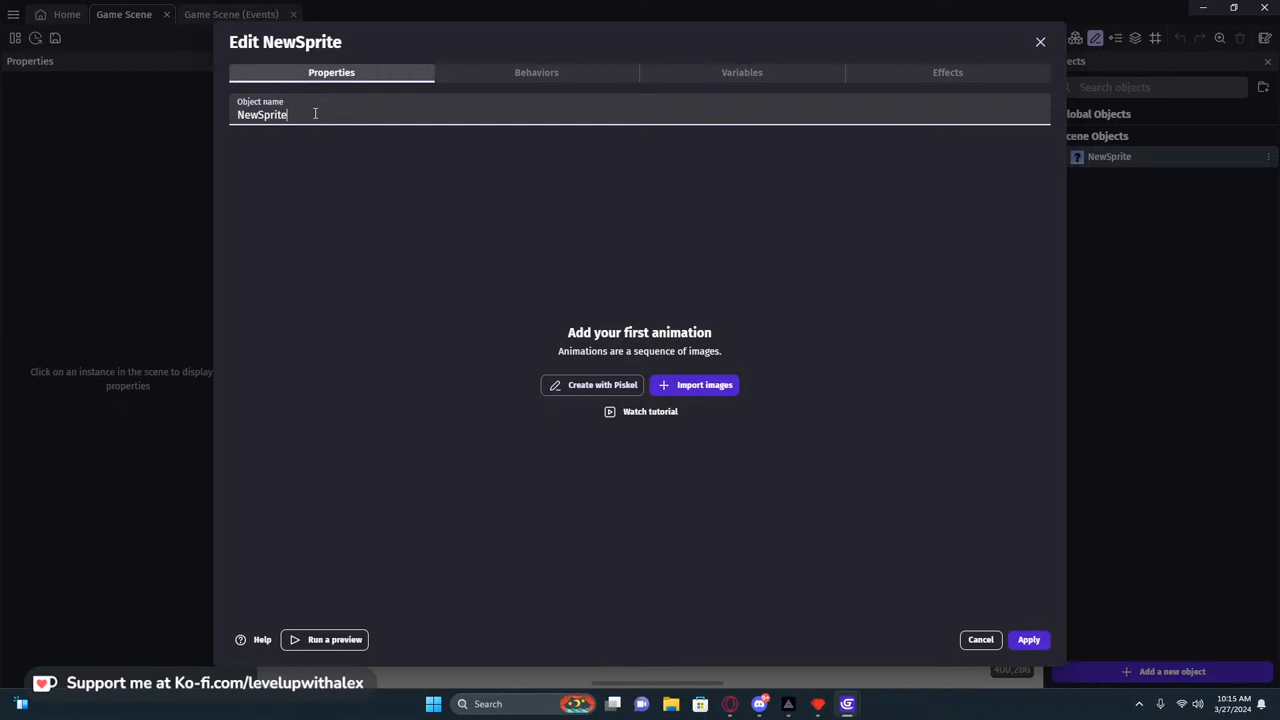 Home
Game Scene
Game Scene (Events)
Edit NewSprite
Properties
Properties
Behaviors
Variables
Effects
Search objects
Object name
NewSprite
lobal Objects
cene Objects
NewSprite
Add your first animation
Animations are a sequence of images.
Click on an instance in the scene to display
properties
Create with Piskel
Import images
Watch tutorial
Help
Run a preview
Cancel
Apply
400,286
Add a new object
Support me at Ko-fi.com/levelupwithalex
Search
9+
10:15 AM
3/27/2024